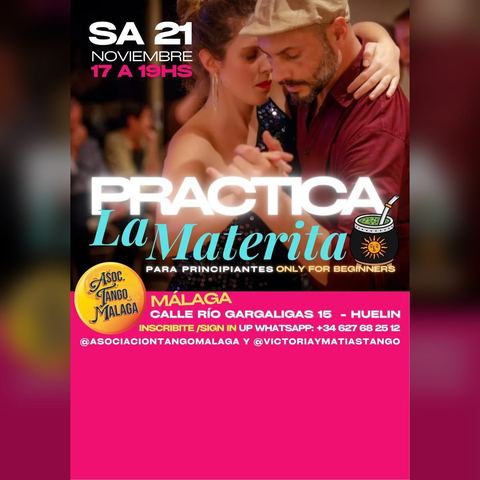 SA 21
NOVIEMBRE
17 A 19HS
PRACTICA
La Materita
PARA PRINCIPIANTES ONLY FOR BEGINNERS
ASOC.
TANGO
MALAGA
MÁLAGA
CALLE RÍO GARGALIGAS 15 - HUELIN
INSCRIBITE /SIGN IN UP WHATSAPP: +34 627 68 25 12
@ASOCIACIONTANGOMALAGA Y @VICTORIAYMATIASTANGO